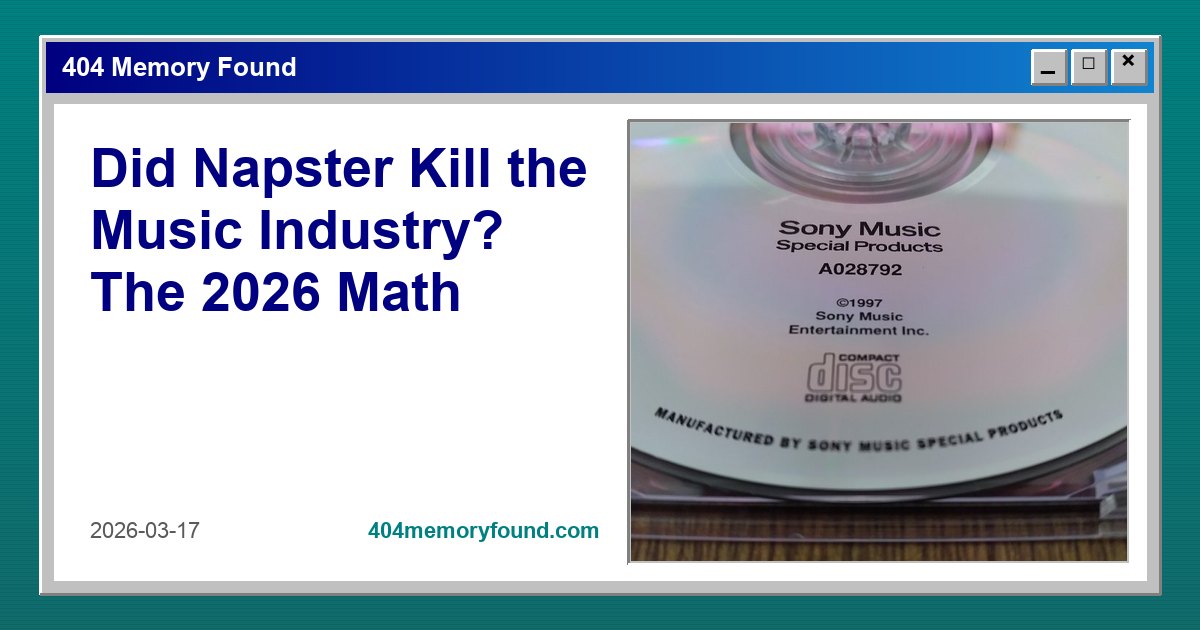 404 Memory Found
Did Napster Kill the
Music Industry?
The 2026 Math
2026-03-17
404memoryfound.com
Sony Music
Special Products
A028792
©1997
Sony Music
Entertainment Inc.
COMPACT
disc
DIGITAL AUDIO
MANUFACTURED BY SONY MUSIC SPECIAL PRODUCTS